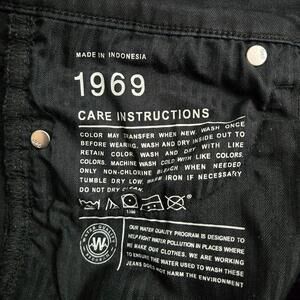 MADE IN INDONESIA
1969
CARE INSTRUCTIONS
COLOR MAY TRANSFER WHEN NEW. WASH ONCE
BEFORE WEARING. WASH AND DRY INSIDE OUT TO
RETAIN COLOR WASH AND DRY WITH LIKE
COLORS. MACHINE WASH COLD WITH LIKE COLORS.
ONLY NON-CHLORINE BLEACH WHEN NEEDED
TUMBLE DRY LOW. WARM IRON IF NECESSARY
DO NOT DRY CLEAN
W
OUR WATER QUALITY PROGRAM IS DESIGNED TO
HELP FIGHT WATER POLLUTION IN PLACES WHERE
WE MAKE OUR CLOTHES. WE ARE WORKING
TO ENSURE THE WATER USED TO WASH THESE
JEANS DOES NOT HARM THE ENVIRONMENT